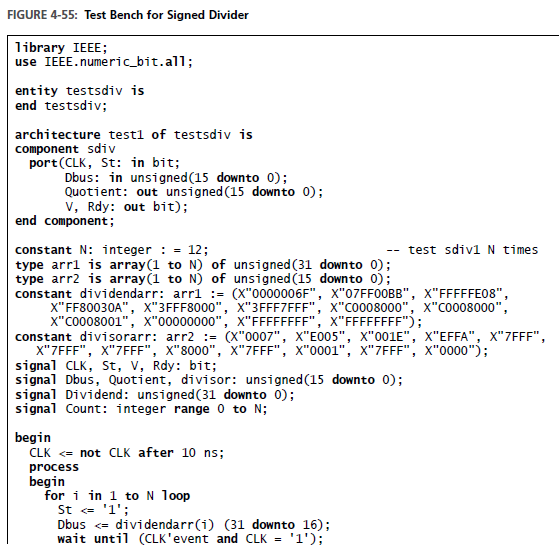 FIGURE 4-55: Test Bench for Signed Divider
library IEEE;
use IEEE.numeric_bit.all;
entity testsdiv is
end testsdiv;
architecture test1 of testsdiv is
component sdiv
port(CLK, St: in bit;
Dbus: in unsigned(15 downto 0);
Quotient: out unsigned(15 downto 0);
V, Rdy: out bit);
end component;
constant N: integer : = 12; -- test sdiv1 N times
type arr1 is array(1 to N) of unsigned(31 downto 0);
type arr2 is array(1 to N) of unsigned(15 downto 0);
constant dividendarr: arr1 := (X"0000006F", X"07FF00BB", X"FFFFFE08",
X"FF80030A", X"3FFF8000", X"3FFF7FFF", X"C0008000", X"C0008000",
X"C0008001", X"00000000", X"FFFFFFFF", X"FFFFFFFF");
constant divisorarr: arr2 := (X"0007", X"E005", X"001E", X"EFFA", X"7FFF",
X"7FFF", X"7FFF", X"8000", X"7FFF", X"0001", X"7FFF", X"0000");
signal CLK, St, V, Rdy: bit;
signal Dbus, Quotient, divisor: unsigned(15 downto 0);
signal Dividend: unsigned(31 downto 0);
signal Count: integer range 0 to N;
begin
CLK <= not CLK after 10 ns;
process
begin
for i in 1 to N loop
St <= '1';
Dbus <= dividendarr(i) (31 downto 16);
wait until (CLK'event and CLK = '1');